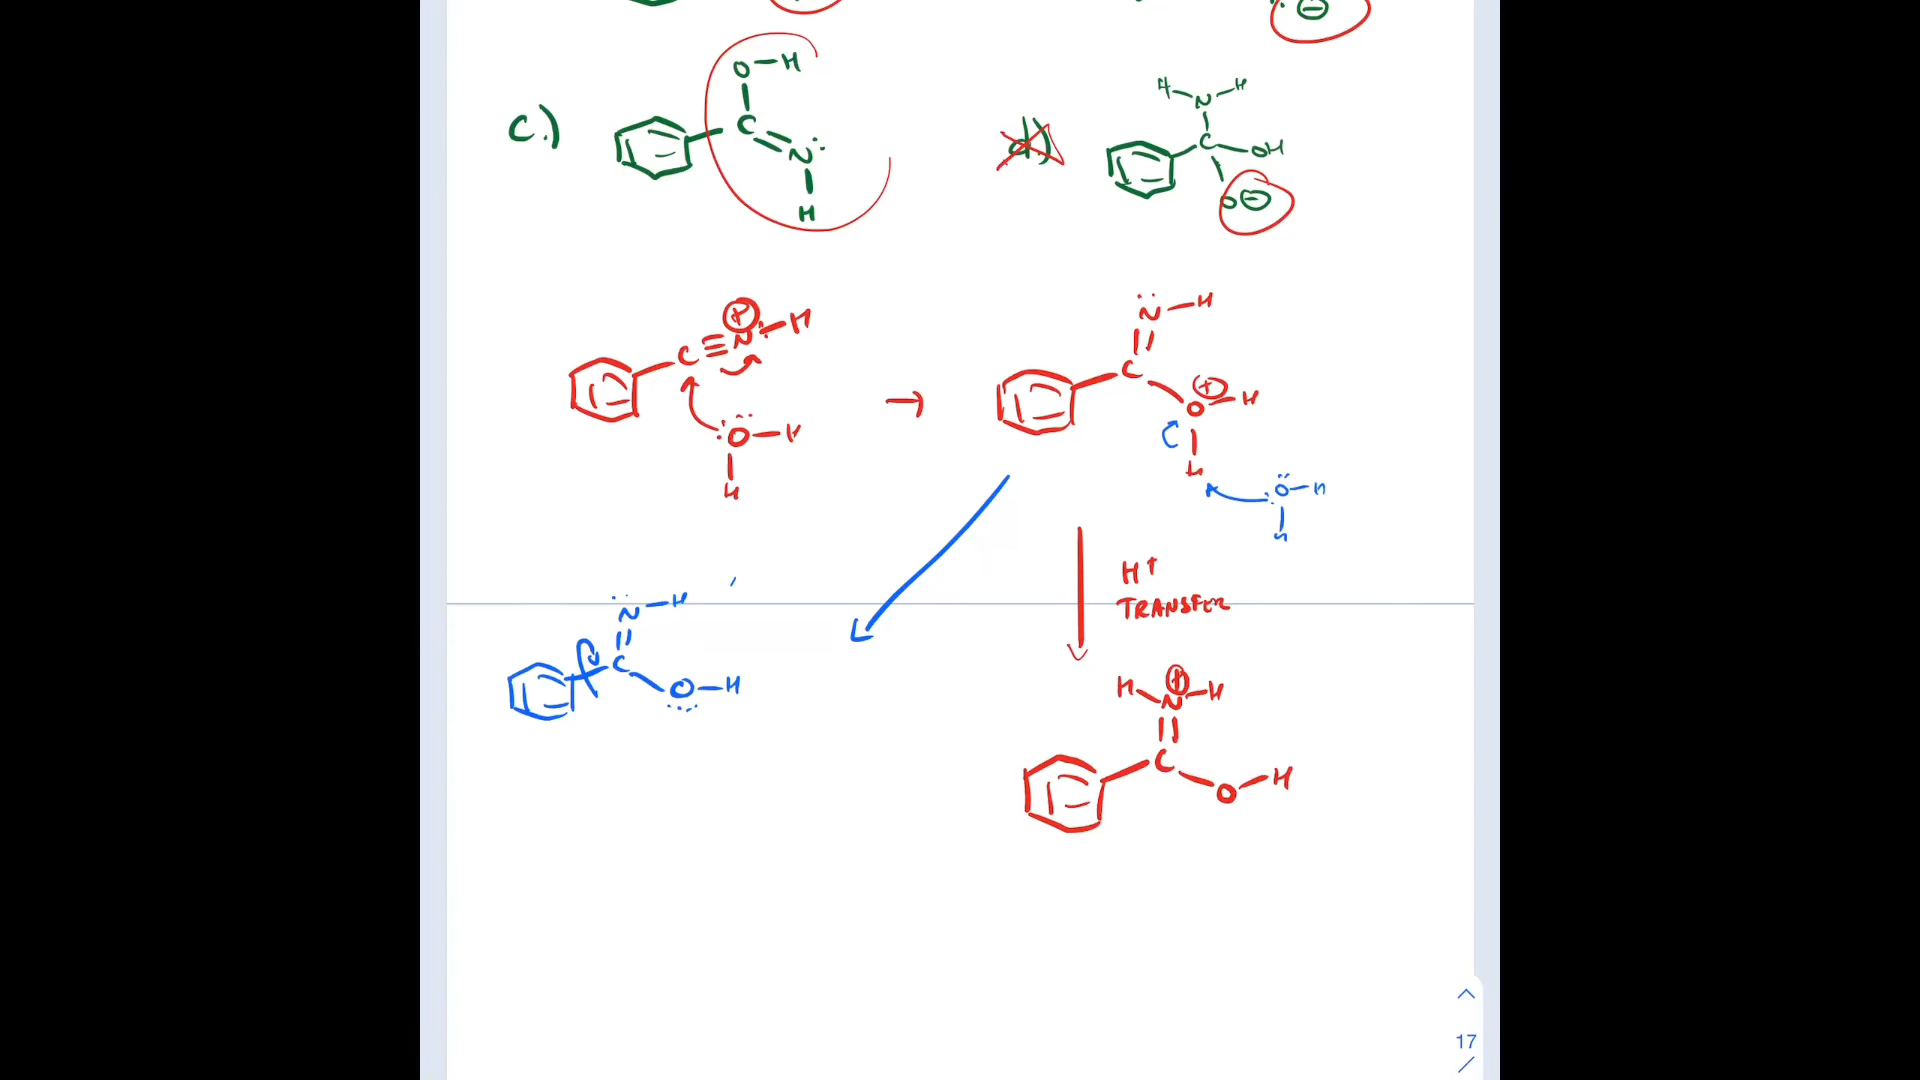 c.)
O-H
C
N:
H
d.)
H-N-H
C-OH
O⊖
⊖
C≡N-H
⊕
:O-H
H
→
N-H
C
O-H
⊕
H
:O-H
H+
TRANSFER
N-H
C
O-H
H-N-H
⊕
C
O-H
17